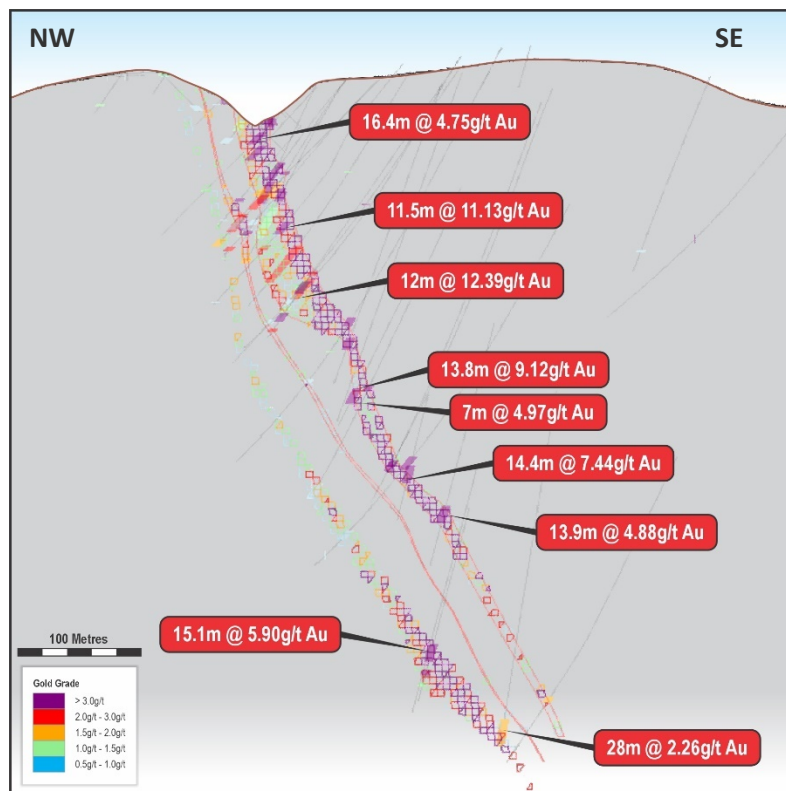 NW
SE
16.4m @ 4.75g/t Au
11.5m @ 11.13g/t Au
12m @ 12.39g/t Au
13.8m @ 9.12g/t Au
7m @ 4.97g/t Au
14.4m @ 7.44g/t Au
13.9m @ 4.88g/t Au
15.1m @ 5.90g/t Au
28m @ 2.26g/t Au
100 Metres
Gold Grade
> 3.0g/t
2.0g/t - 3.0g/t
1.5g/t - 2.0g/t
1.0g/t - 1.5g/t
0.5g/t - 1.0g/t